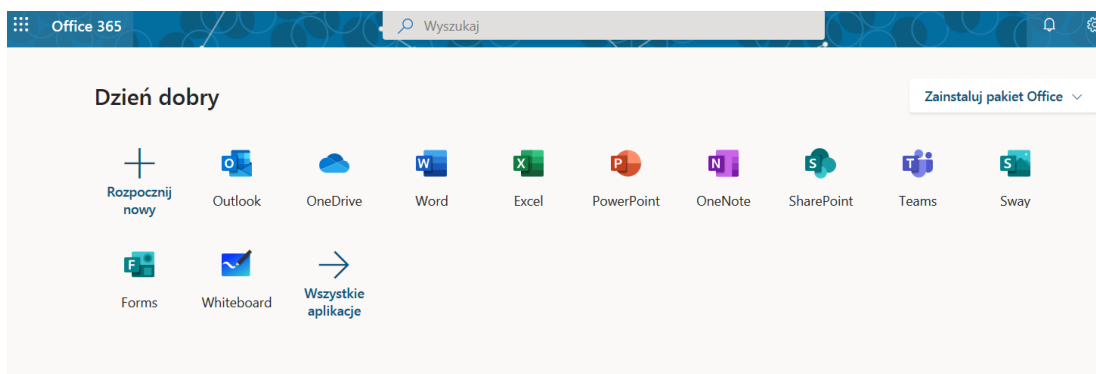 Office 365
Wyszukaj
Dzień dobry
Zainstaluj pakiet Office
Rozpocznij
nowy
Outlook
OneDrive
Word
Excel
PowerPoint
OneNote
SharePoint
Teams
Sway
Forms
Whiteboard
Wszystkie
aplikacje